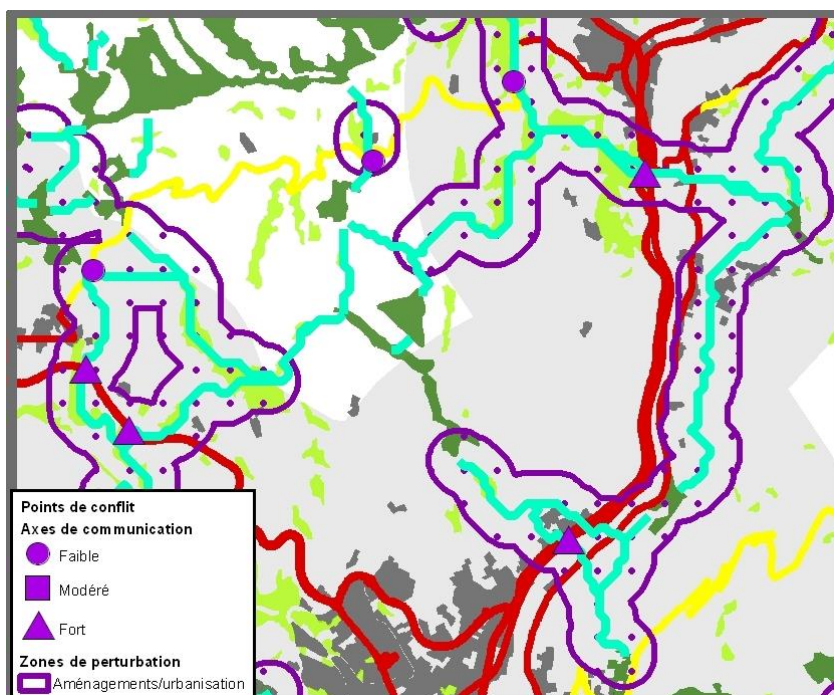 Points de conflit
Axes de communication
Faible
Modéré
Fort
Zones de perturbation
Aménagements/urbanisation